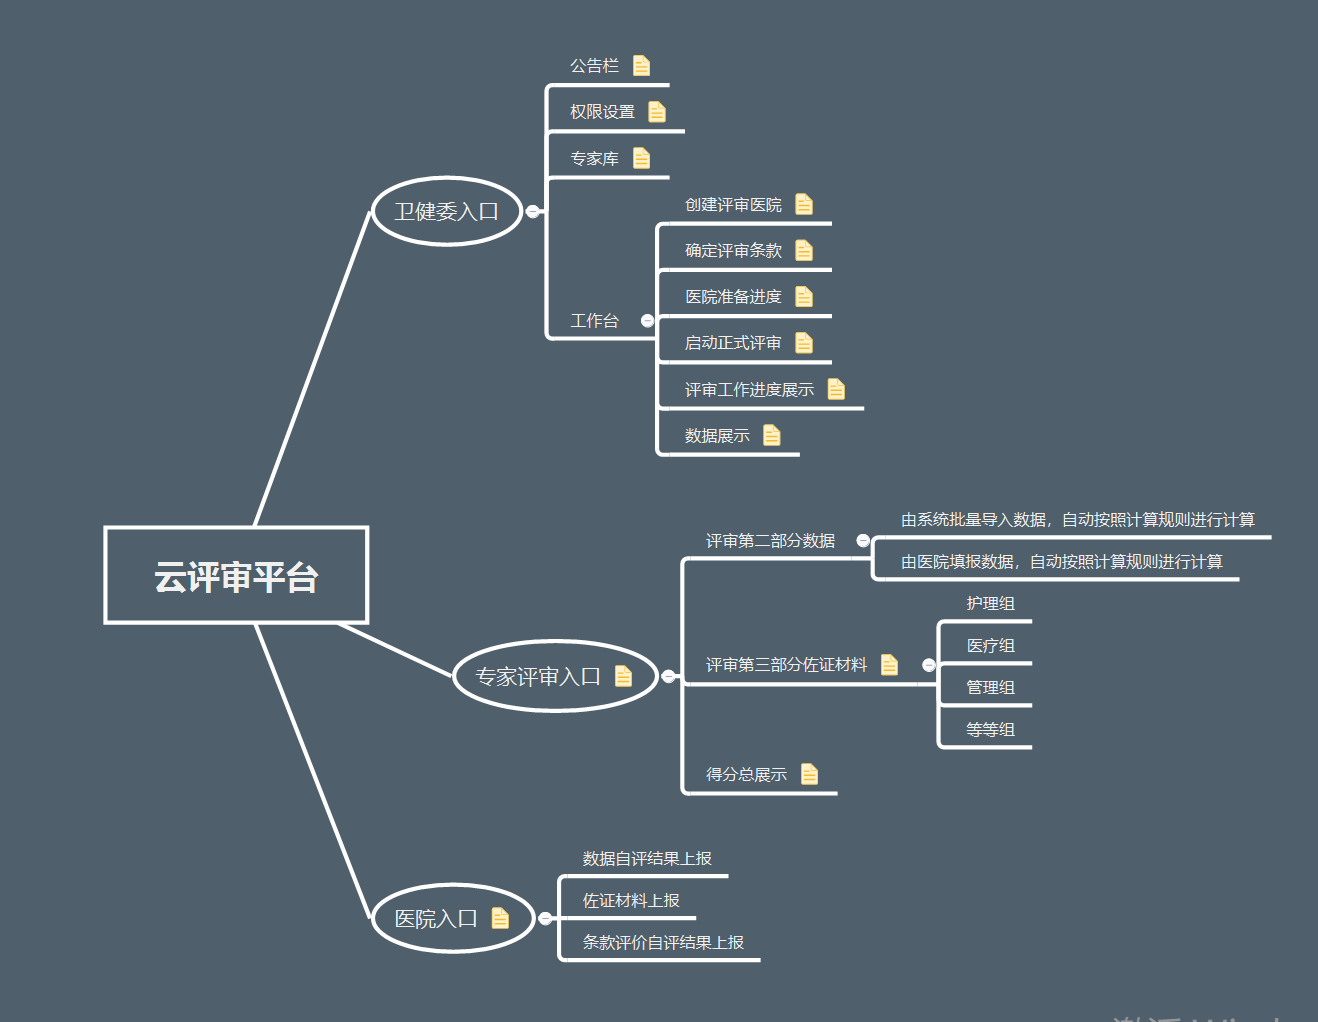 公告栏
权限设置
专家库
卫健委入口
创建评审医院
确定评审条款
医院准备进度
工作台
启动正式评审
评审工作进度展示
数据展示
由系统批量导入数据，自动按照计算规则进行计算
评审第二部分数据
由医院填报数据，自动按照计算规则进行计算
云评审平台
护理组
医疗组
评审第三部分佐证材料
专家评审入口
管理组
等等组
得分总展示
数据自评结果上报
佐证材料上报
医院入口
条款评价自评结果上报